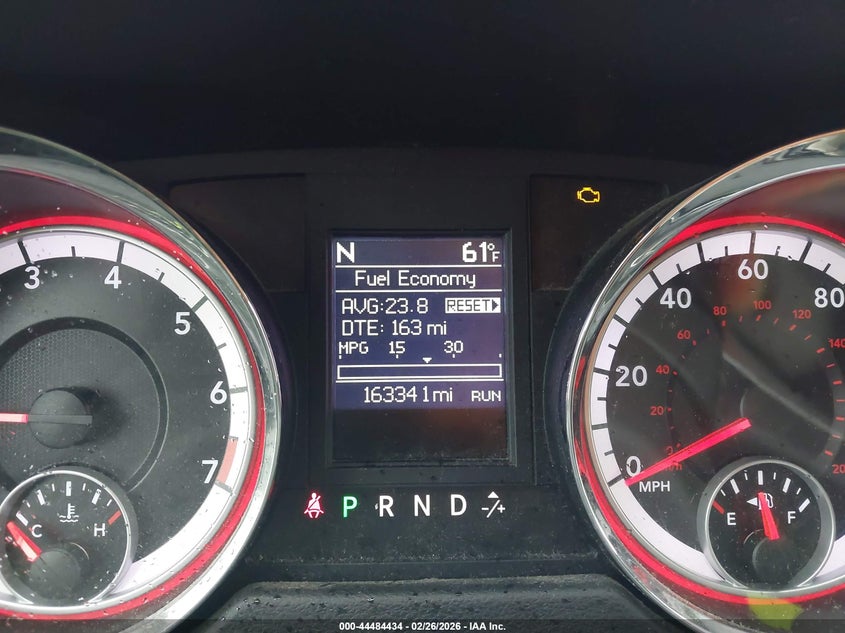 N 61°F
Fuel Economy
AVG:23.8 RESET
DTE: 163 mi
MPG 15 30
163341mi RUN
P R N D -/+
3 4 5 6 7
C H
0 20 40 60 80
20 40 60 80 100 120 140
MPH
E F
000-44484434 - 02/26/2026 - IAA Inc.